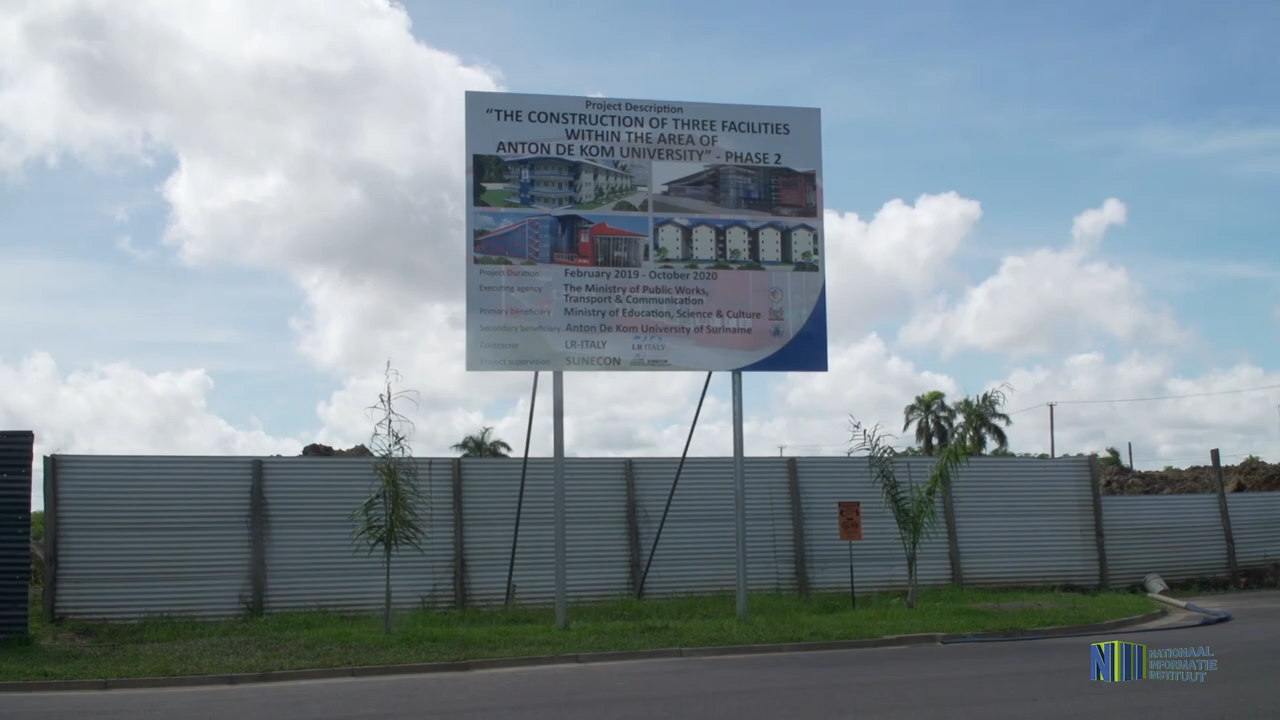 Project Description
“THE CONSTRUCTION OF THREE FACILITIES
WITHIN THE AREA OF
ANTON DE KOM UNIVERSITY” - PHASE 2
Project Duration February 2019 - October 2020
Executing agency The Ministry of Public Works,
Transport & Communication
Primary beneficiary Ministry of Education, Science & Culture
Secondary beneficiary Anton De Kom University of Suriname
Contractor LR-ITALY LR ITALY
Project supervision SUNECON SUNECON
NII NATIONAAL
INFORMATIE
INSTITUUT